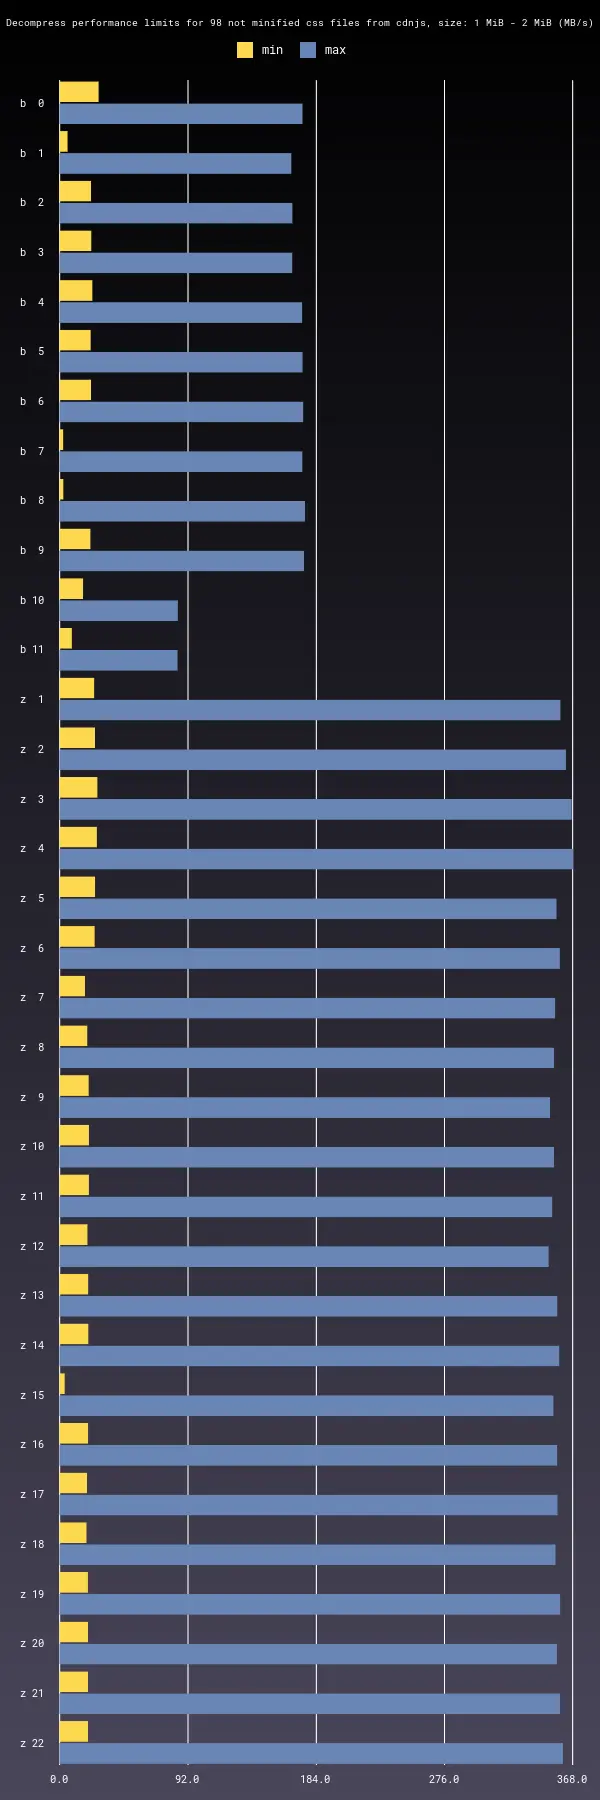 Decompress performance limits for 98 not minified css files from cdnjs, size: 1 MiB - 2 MiB (MB/s)
min max
b 0
b 1
b 2
b 3
b 4
b 5
b 6
b 7
b 8
b 9
b 10
b 11
z 1
z 2
z 3
z 4
z 5
z 6
z 7
z 8
z 9
z 10
z 11
z 12
z 13
z 14
z 15
z 16
z 17
z 18
z 19
z 20
z 21
z 22
0.0 92.0 184.0 276.0 368.0